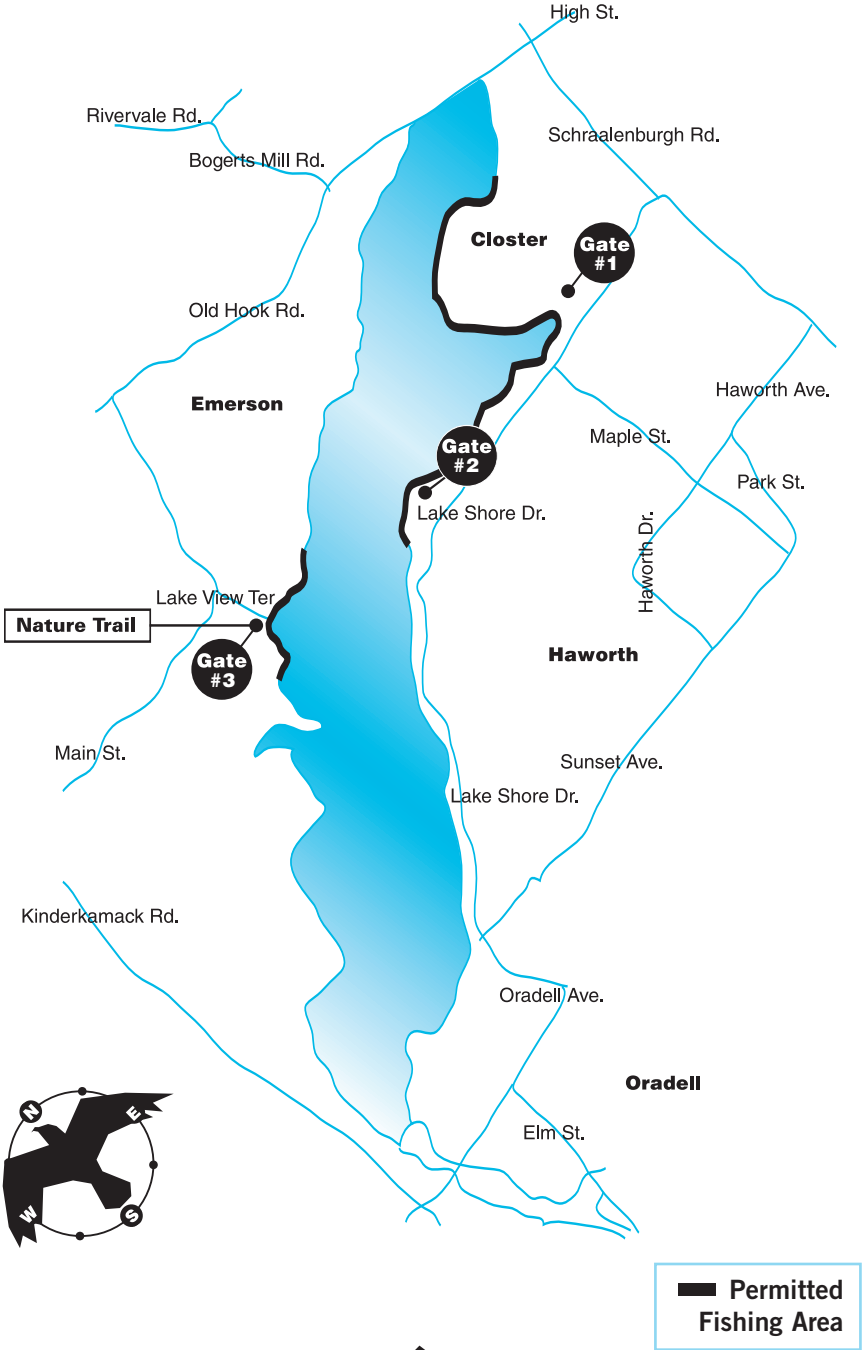 High St.
Rivervale Rd.
Schraalenburgh Rd.
Bogerts Mill Rd.
Closter
Gate
#1
Old Hook Rd.
Emerson
Haworth Ave.
Maple St.
Gate
#2
Park St.
Lake Shore Dr.
Haworth Dr.
Lake View Ter
Nature Trail
Gate
#3
Haworth
Main St.
Sunset Ave.
Lake Shore Dr.
Kinderkamack Rd.
Oradell Ave.
Oradell
N
E
Elm St.
W
S
Permitted
Fishing Area